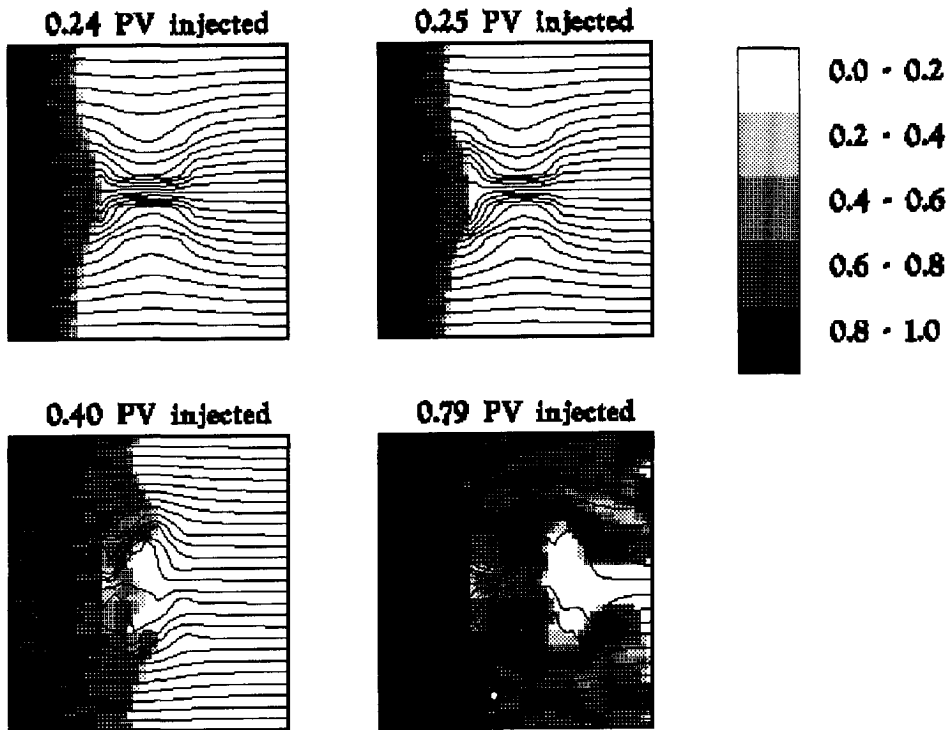 0.24 PV injected
0.25 PV injected
0.0 - 0.2
0.2 - 0.4
0.4 - 0.6
0.6 - 0.8
0.8 - 1.0
0.40 PV injected
0.79 PV injected